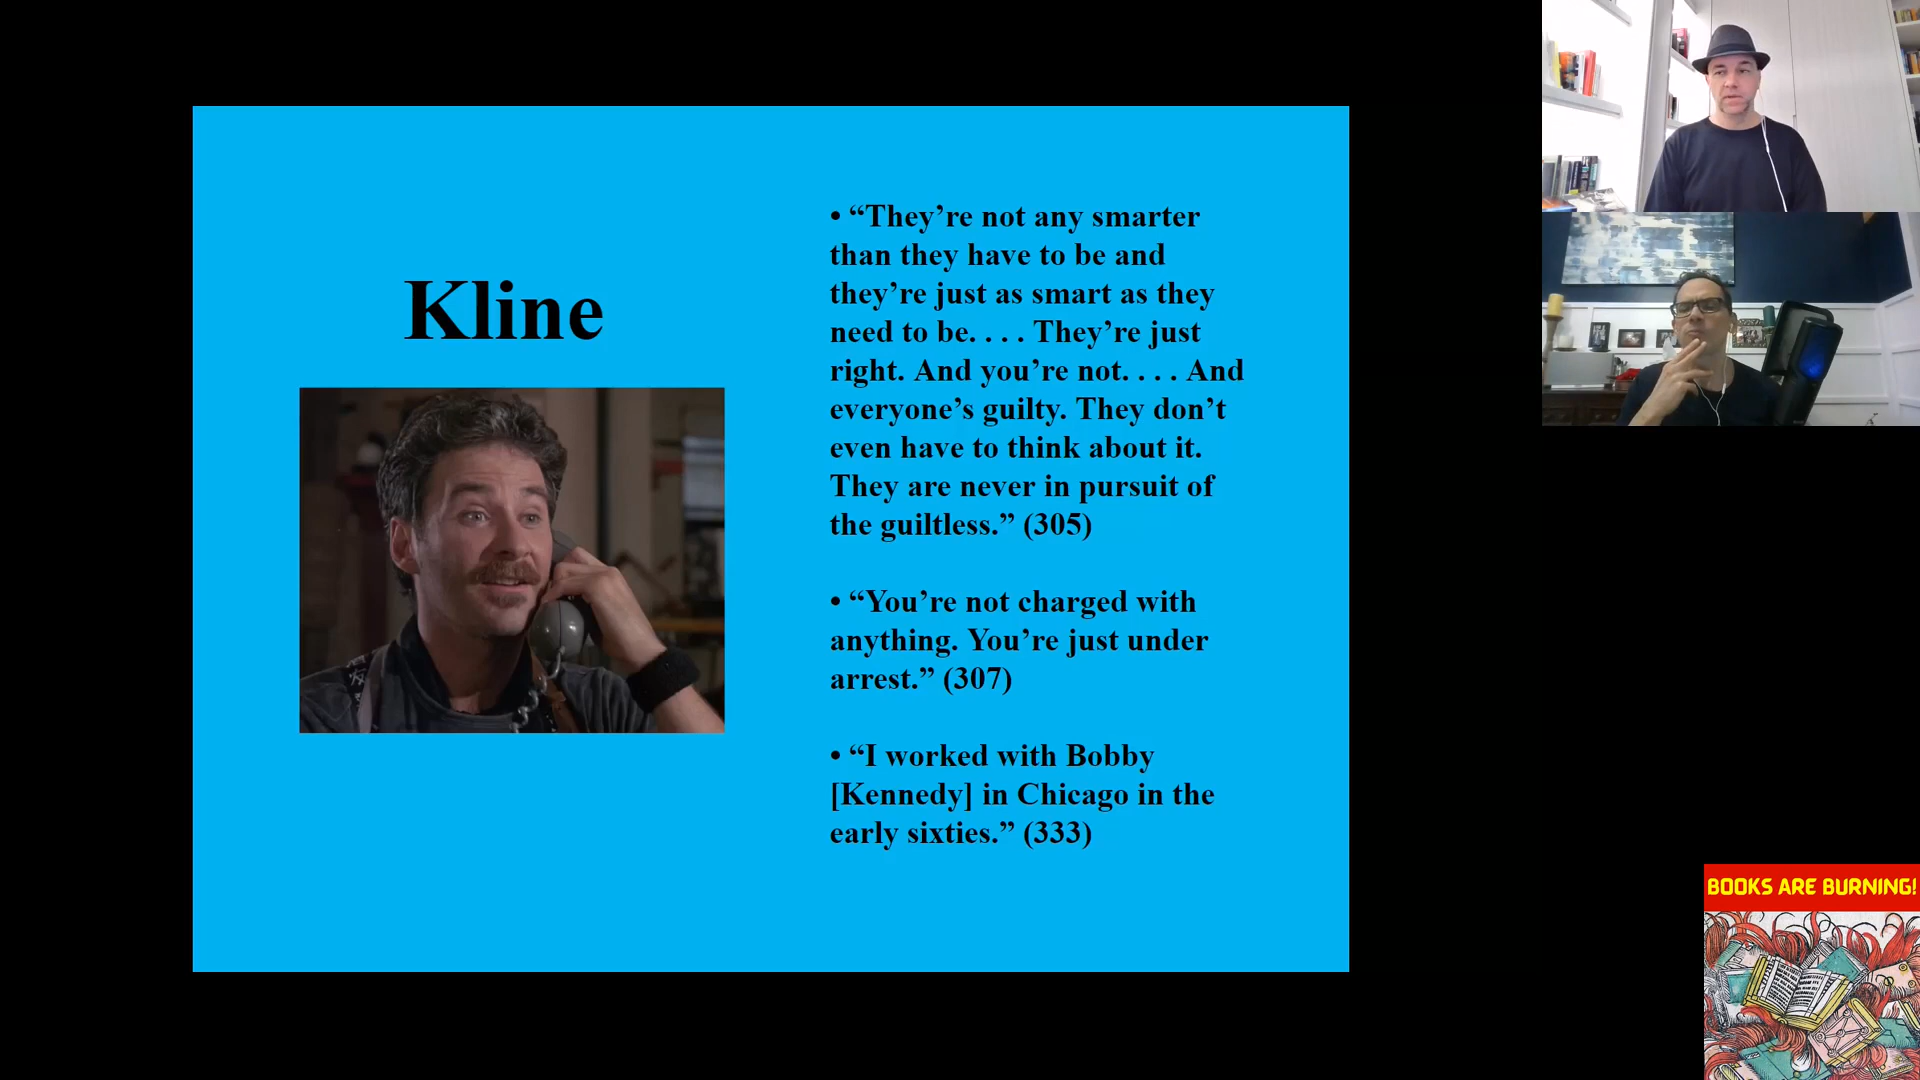 Kline
• “They’re not any smarter
than they have to be and
they’re just as smart as they
need to be. . . . They’re just
right. And you’re not. . . . And
everyone’s guilty. They don’t
even have to think about it.
They are never in pursuit of
the guiltless.” (305)
• “You’re not charged with
anything. You’re just under
arrest.” (307)
• “I worked with Bobby
[Kennedy] in Chicago in the
early sixties.” (333)
BOOKS ARE BURNING!